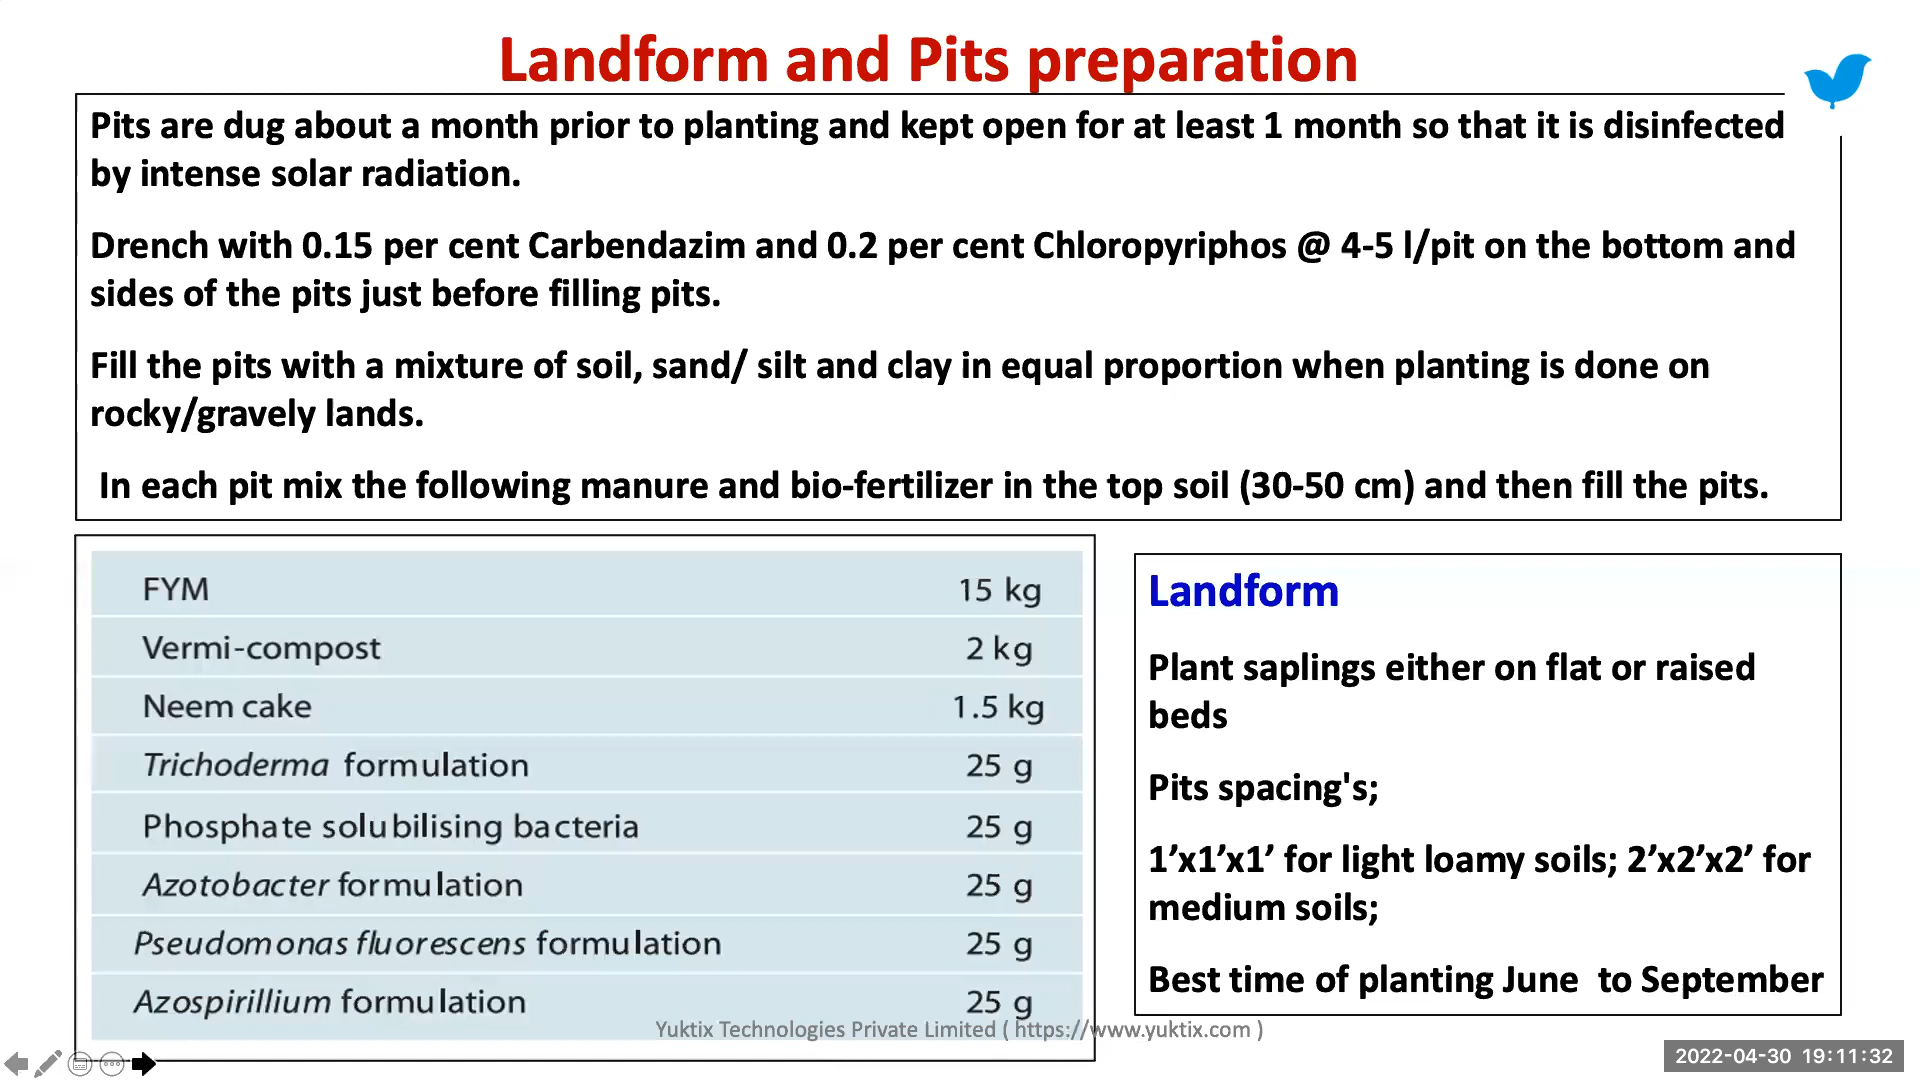 Landform and Pits preparation
Pits are dug about a month prior to planting and kept open for at least 1 month so that it is disinfected
by intense solar radiation.
Drench with 0.15 per cent Carbendazim and 0.2 per cent Chloropyriphos @ 4-5 l/pit on the bottom and
sides of the pits just before filling pits.
Fill the pits with a mixture of soil, sand/ silt and clay in equal proportion when planting is done on
rocky/gravely lands.
In each pit mix the following manure and bio-fertilizer in the top soil (30-50 cm) and then fill the pits.
FYM 15 kg
Vermi-compost 2 kg
Neem cake 1.5 kg
Trichoderma formulation 25 g
Phosphate solubilising bacteria 25 g
Azotobacter formulation 25 g
Pseudomonas fluorescens formulation 25 g
Azospirillium formulation 25 g
Landform
Plant saplings either on flat or raised
beds
Pits spacing's;
1’x1’x1’ for light loamy soils; 2’x2’x2’ for
medium soils;
Best time of planting June to September
Yuktix Technologies Private Limited ( https://www.yuktix.com )
2022-04-30 19:11:32